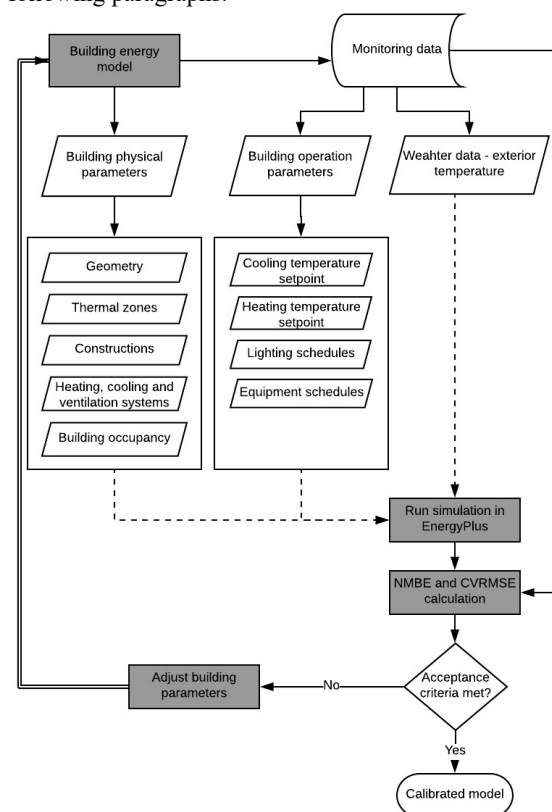 following paragraphs.
Building energy
model
Monitoring data
Building physical
parameters
Building operation
parameters
Weahter data - exterior
temperature
Geometry
Thermal zones
Constructions
Heating, cooling and
ventilation systems
Building occupancy
Cooling temperature
setpoint
Heating temperature
setpoint
Lighting schedules
Equipment schedules
Run simulation in
EnergyPlus
NMBE and CVRMSE
calculation
Acceptance
criteria met?
No
Adjust building
parameters
Yes
Calibrated model